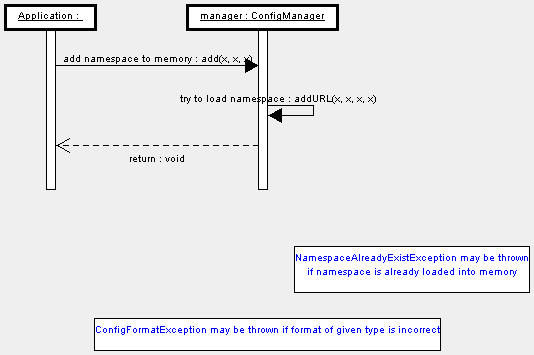 Application :
manager : ConfigManager
add namespace to memory : add(x, x, x)
try to load namespace : addURL(x, x, x, x)
return : void
NamespaceAlreadyExistException may be thrown
if namespace is already loaded into memory
ConfigFormatException may be thrown if format of given type is incorrect